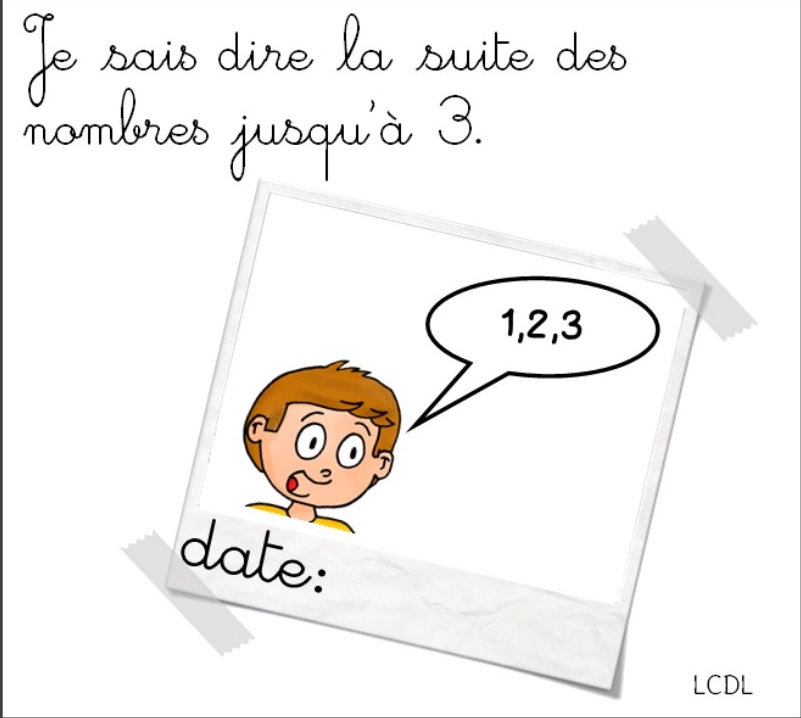 Je sais dire la suite des
nombres jusqu'à 3.
1,2,3
date:
LCDL